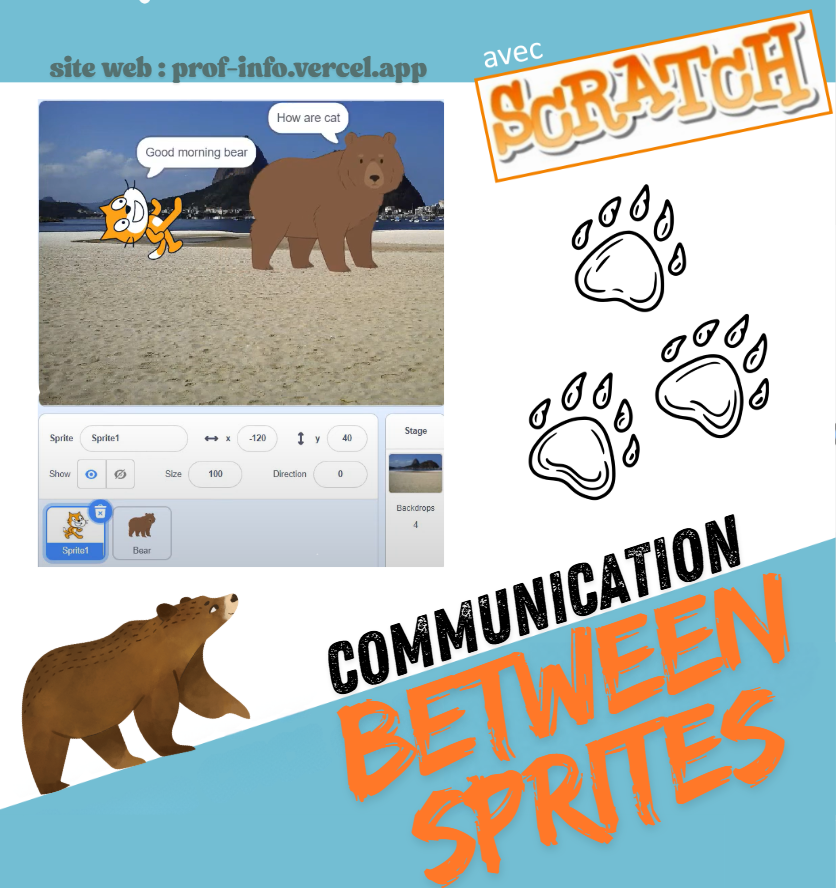 site web : prof-info.vercel.app
avec
SCRATCH
How are cat
Good morning bear
Sprite Sprite1 x -120 y 40
Show Size 100 Direction 0
Stage
Backdrops
4
Sprite1 Bear
COMMUNICATION
BETWEEN
SPRITES